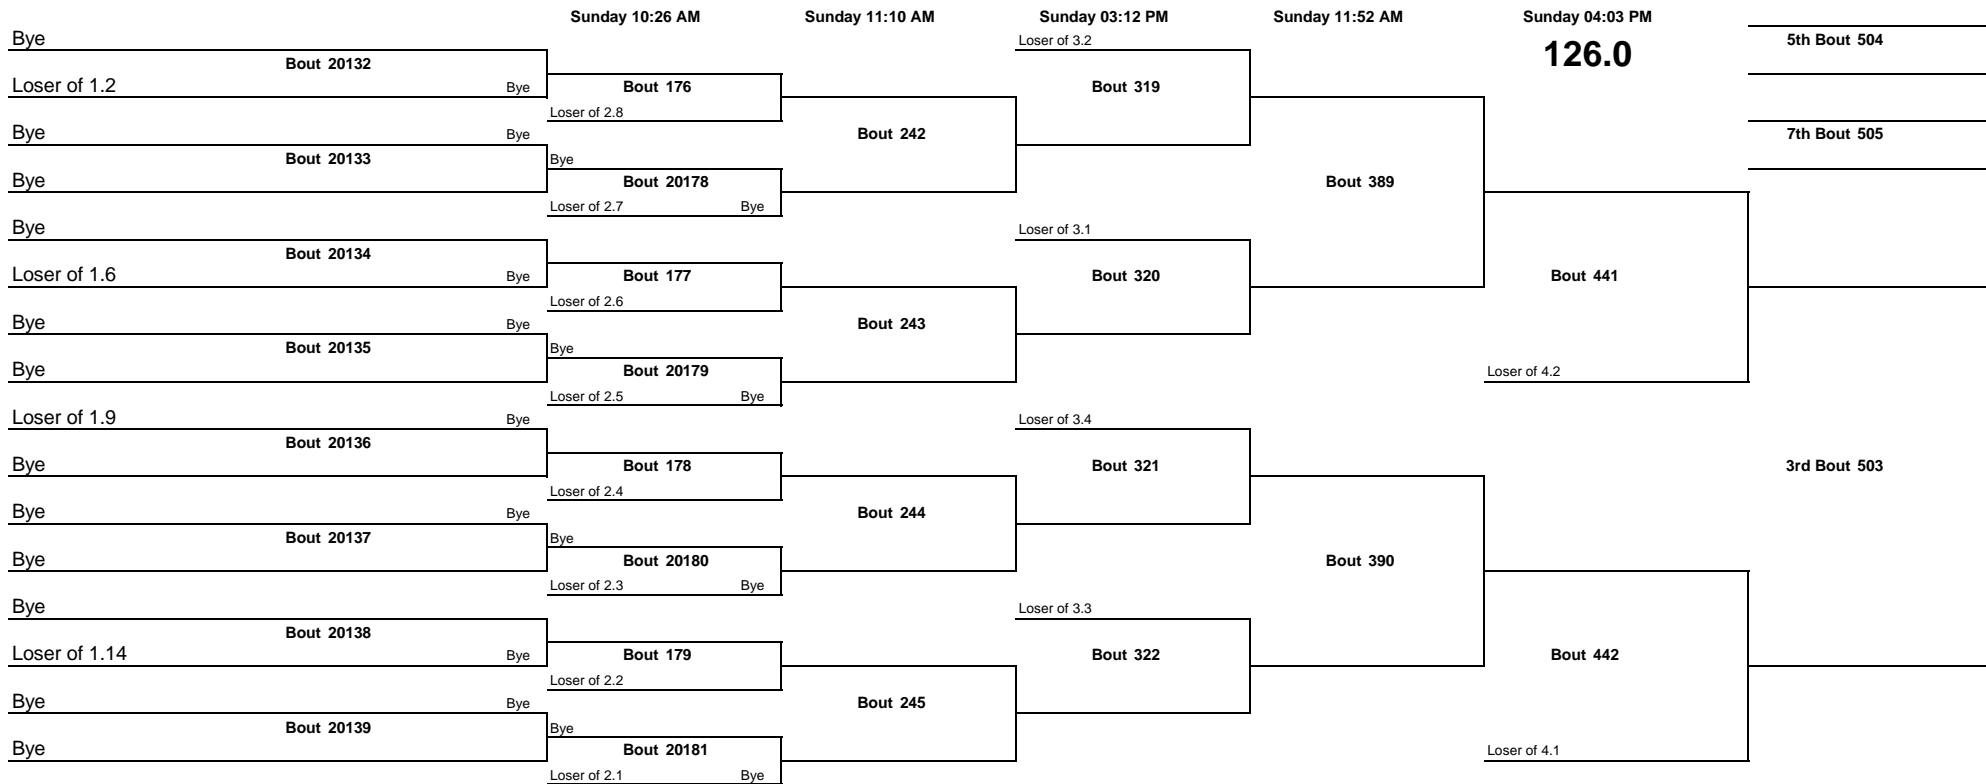 Sunday 10:26 AM Sunday 11:10 AM Sunday 03:12 PM Sunday 11:52 AM Sunday 04:03 PM
Bye Loser of 3.2 126.0 5th Bout 504
Bout 20132
Loser of 1.2 Bye Bout 176 Bout 319
Loser of 2.8
Bye Bye Bout 242 7th Bout 505
Bout 20133 Bye
Bye Bout 20178 Bout 389
Loser of 2.7 Bye
Bye Loser of 3.1
Bout 20134
Loser of 1.6 Bye Bout 177 Bout 320 Bout 441
Loser of 2.6
Bye Bye Bout 243
Bout 20135 Bye
Bye Bout 20179 Loser of 4.2
Loser of 2.5 Bye
Loser of 1.9 Bye Loser of 3.4
Bout 20136
Bye Bout 178 Bout 321 3rd Bout 503
Loser of 2.4
Bye Bye Bout 244
Bout 20137 Bye
Bye Bout 20180 Bout 390
Loser of 2.3 Bye
Bye Loser of 3.3
Bout 20138
Loser of 1.14 Bye Bout 179 Bout 322 Bout 442
Loser of 2.2
Bye Bye Bout 245
Bout 20139 Bye
Bye Bout 20181 Loser of 4.1
Loser of 2.1 Bye